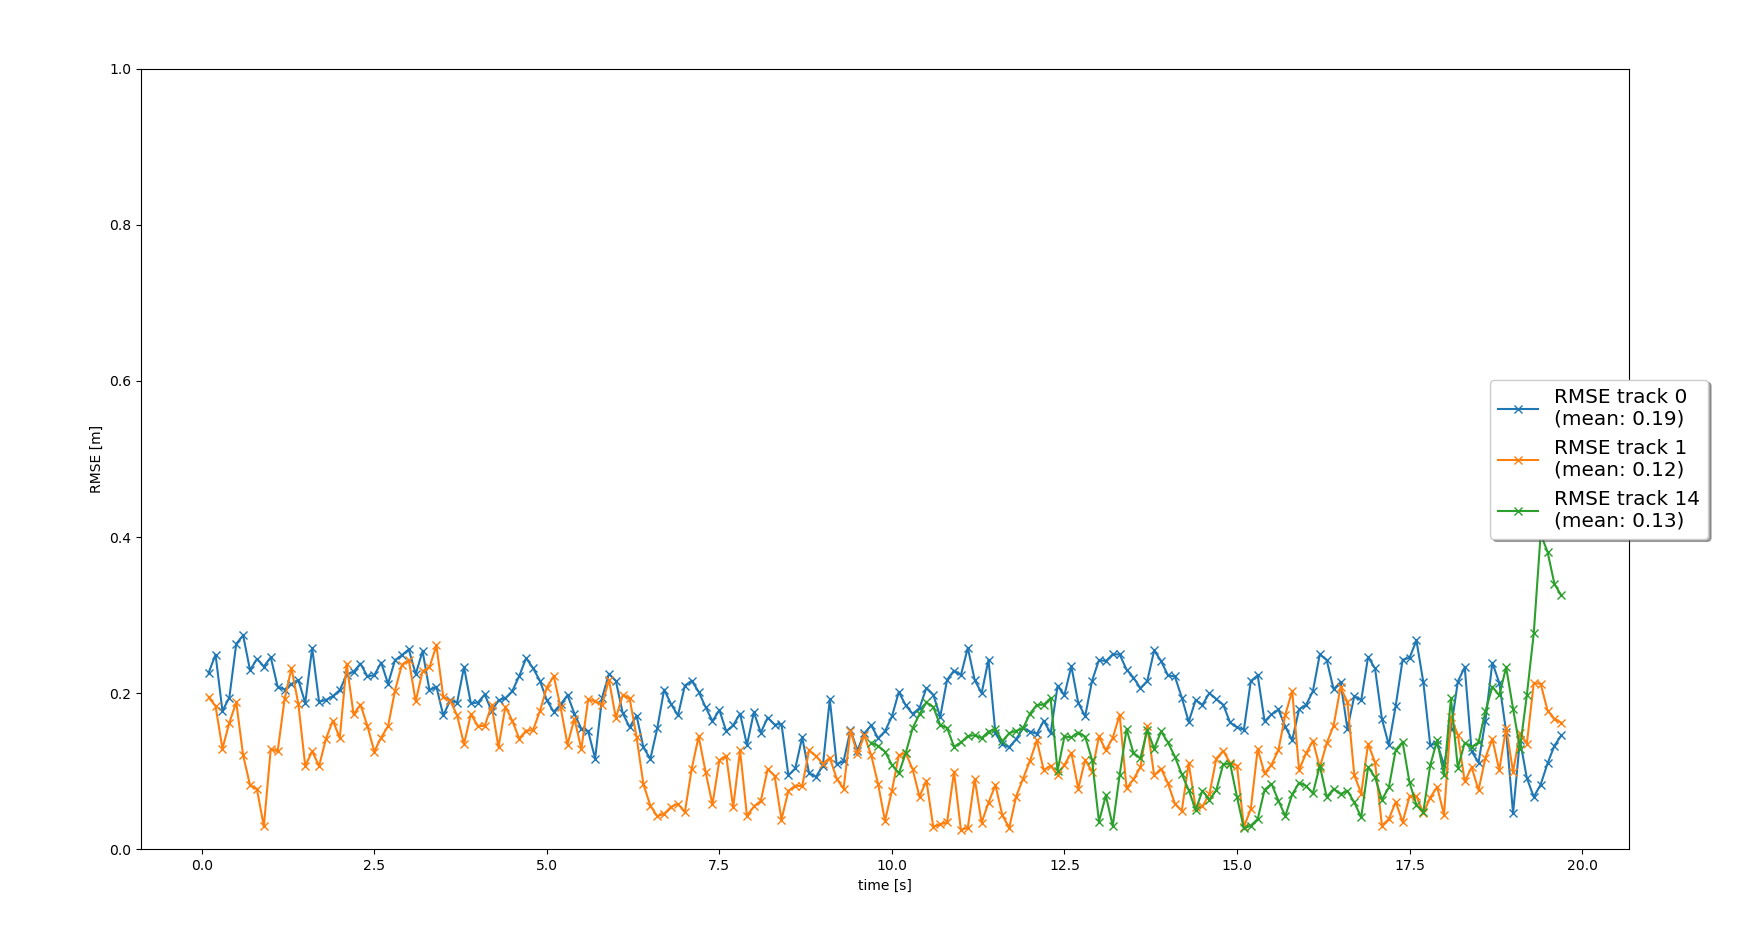 1.0
0.8
0.6
0.4
0.2
0.0
RMSE [m]
0.0 2.5 5.0 7.5 10.0 12.5 15.0 17.5 20.0
time [s]
RMSE track 0
(mean: 0.19)
RMSE track 1
(mean: 0.12)
RMSE track 14
(mean: 0.13)